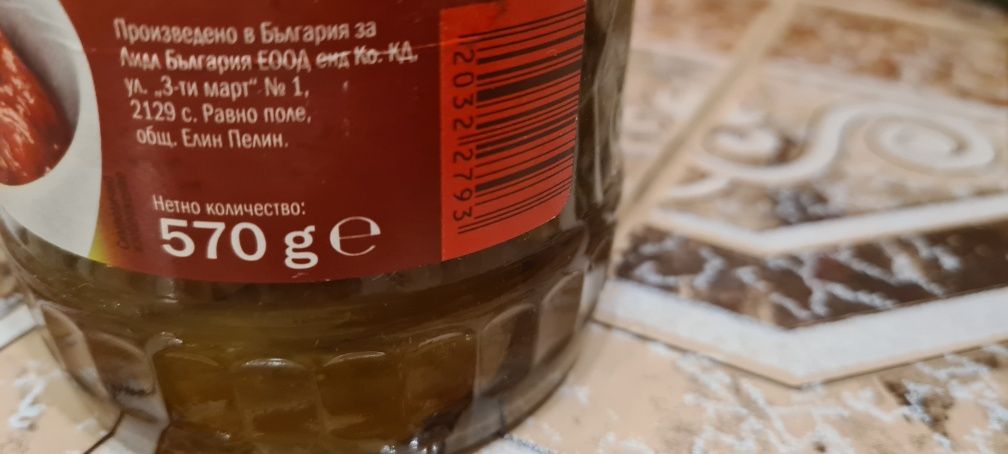 Произведено в България за
Лидл България ЕООД енд Ко. КД,
ул. „3-ти март" № 1,
2129 с. Равно поле,
общ. Елин Пелин.
Нетно количество:
570 g ℮
20322793